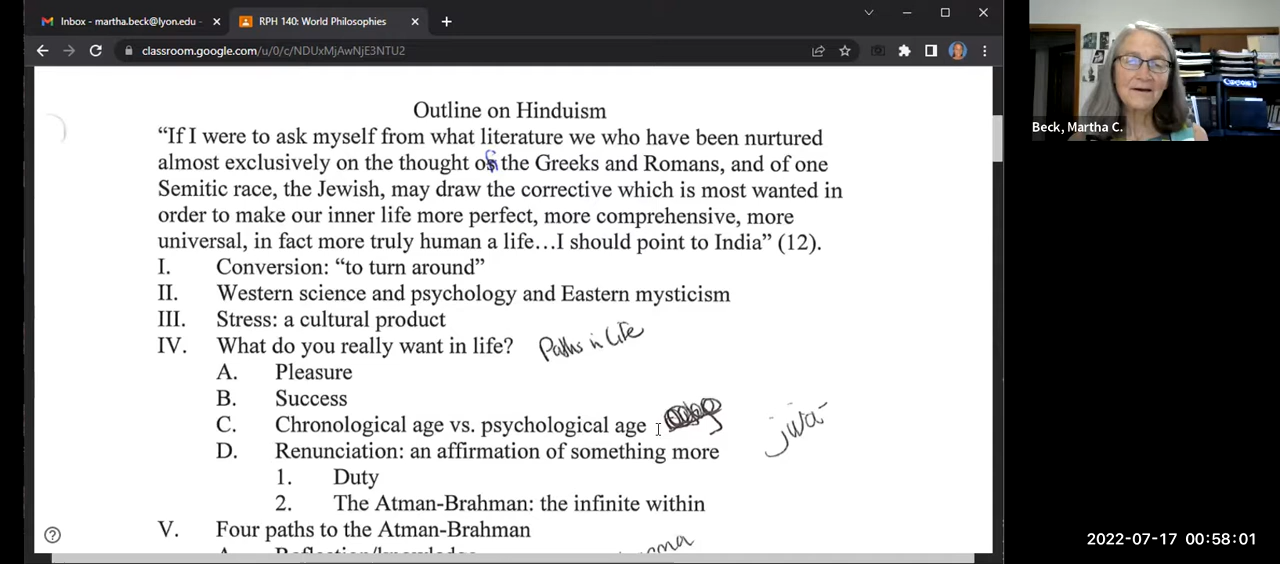 Inbox - martha.beck@lyon.edu -
RPH 140: World Philosophies
classroom.google.com/u/0/c/NDUxMjAwNjE3NTU2
Outline on Hinduism
“If I were to ask myself from what literature we who have been nurtured
almost exclusively on the thought of the Greeks and Romans, and of one
Semitic race, the Jewish, may draw the corrective which is most wanted in
order to make our inner life more perfect, more comprehensive, more
universal, in fact more truly human a life…I should point to India” (12).
I. Conversion: “to turn around”
II. Western science and psychology and Eastern mysticism
III. Stress: a cultural product
IV. What do you really want in life? Paths in Life
A. Pleasure
B. Success
C. Chronological age vs. psychological age
jiva
D. Renunciation: an affirmation of something more
1. Duty
2. The Atman-Brahman: the infinite within
V. Four paths to the Atman-Brahman
A. Reflection/knowledge
Beck, Martha C.
2022-07-17 00:58:01